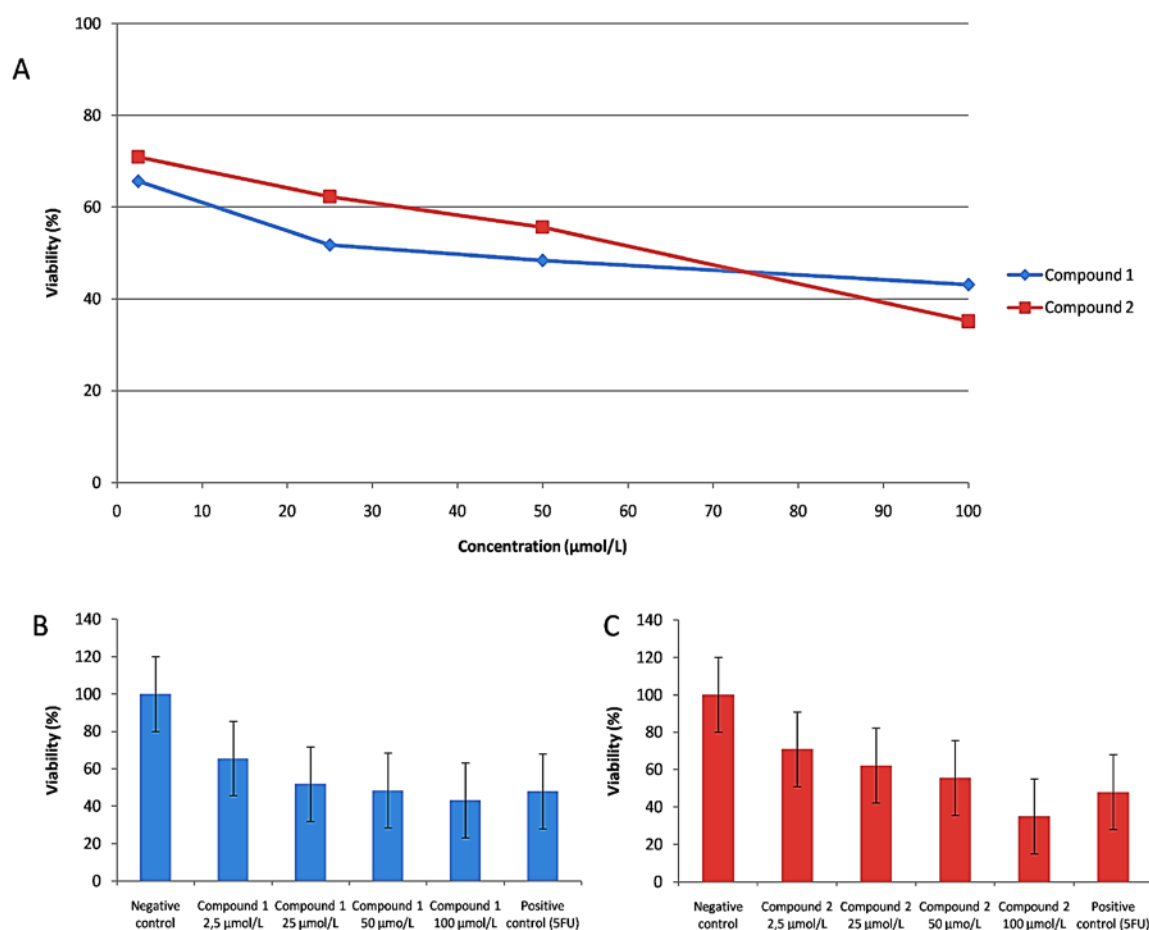 A
100
80
60
40
20
0
Viability (%)
0 10 20 30 40 50 60 70 80 90 100
Concentration (µmol/L)
Compound 1
Compound 2
B
140
120
100
80
60
40
20
0
Viability (%)
Negative Compound 1 Compound 1 Compound 1 Compound 1 Positive
control 2,5 µmol/L 25 µmol/L 50 µmo/L 100 µmol/L control (5FU)
C
140
120
100
80
60
40
20
0
Viability (%)
Negative Compound 2 Compound 2 Compound 2 Compound 2 Positive
control 2,5 µmol/L 25 µmol/L 50 µmo/L 100 µmol/L control (5FU)